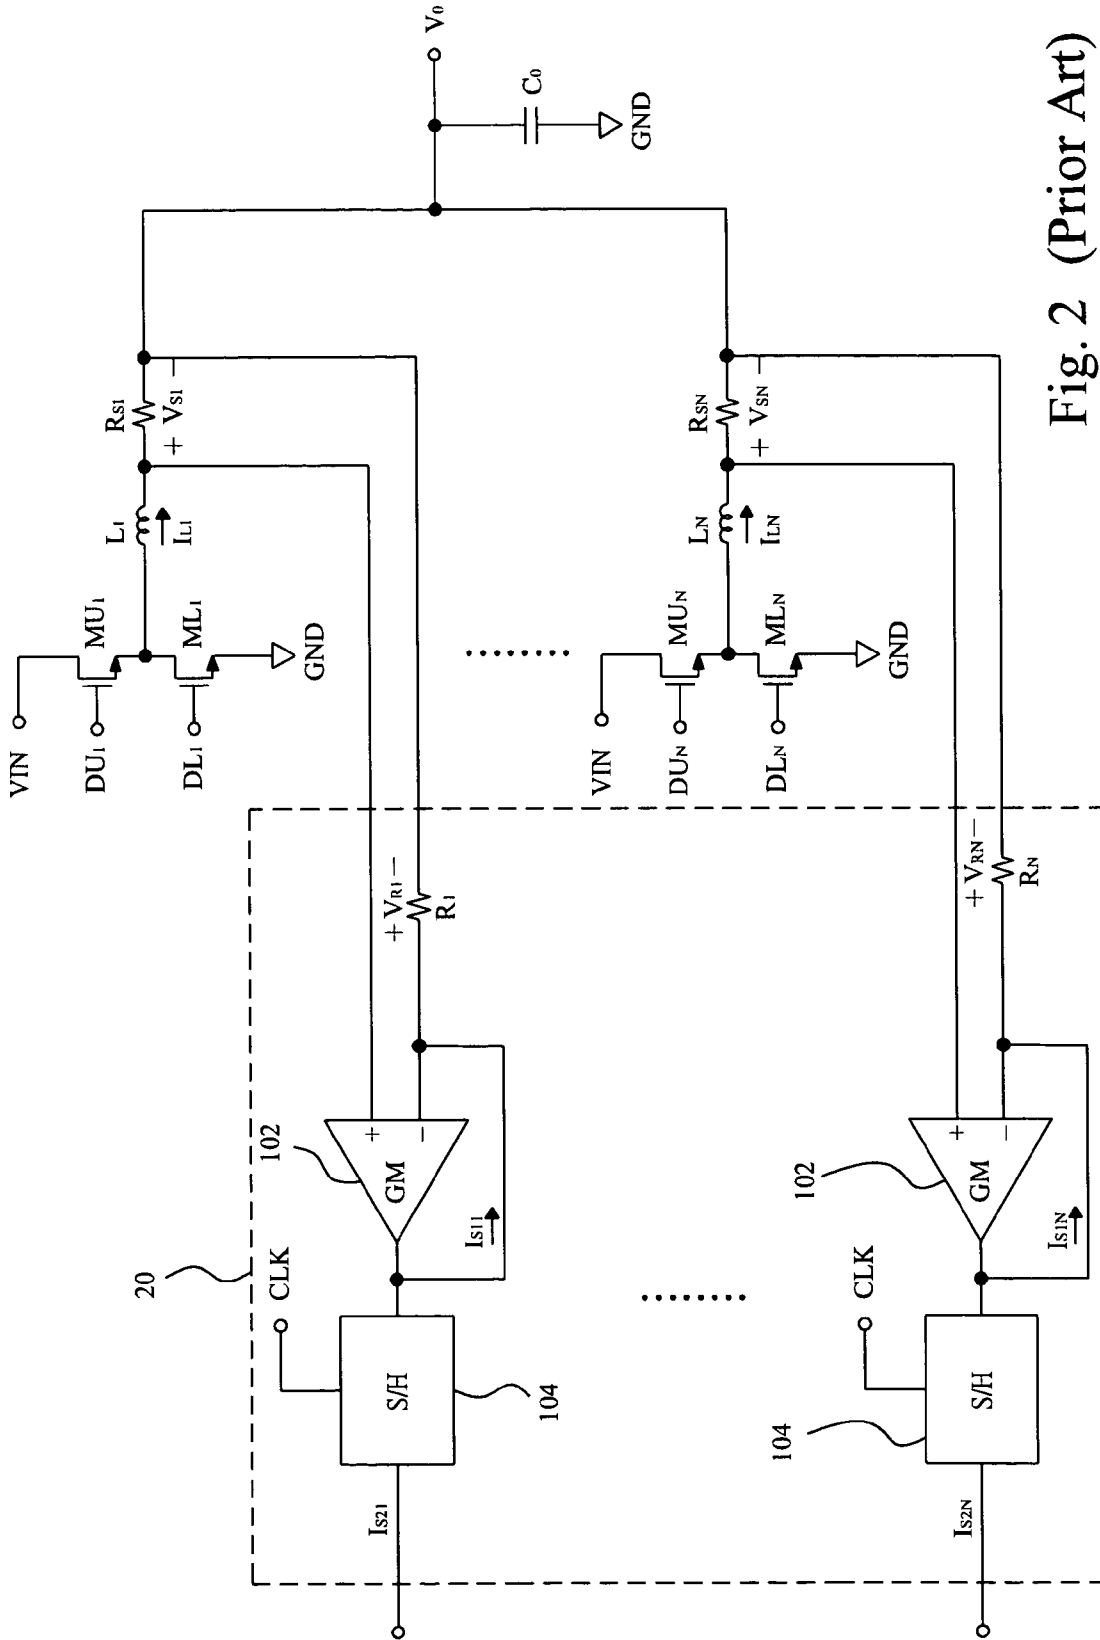 VIN
DU1
MU1
DL1
ML1
GND
L1
IL1
RS1
+ VS1 −
V0
C0
GND
20
CLK
S/H
104
IS21
102
GM
+
−
IS11
+ VR1 −
R1
VIN
DUN
MUN
DLN
MLN
GND
LN
ILN
RSN
+ VSN −
CLK
S/H
104
IS2N
102
GM
+
−
IS1N
+ VRN −
RN
Fig. 2 (Prior Art)